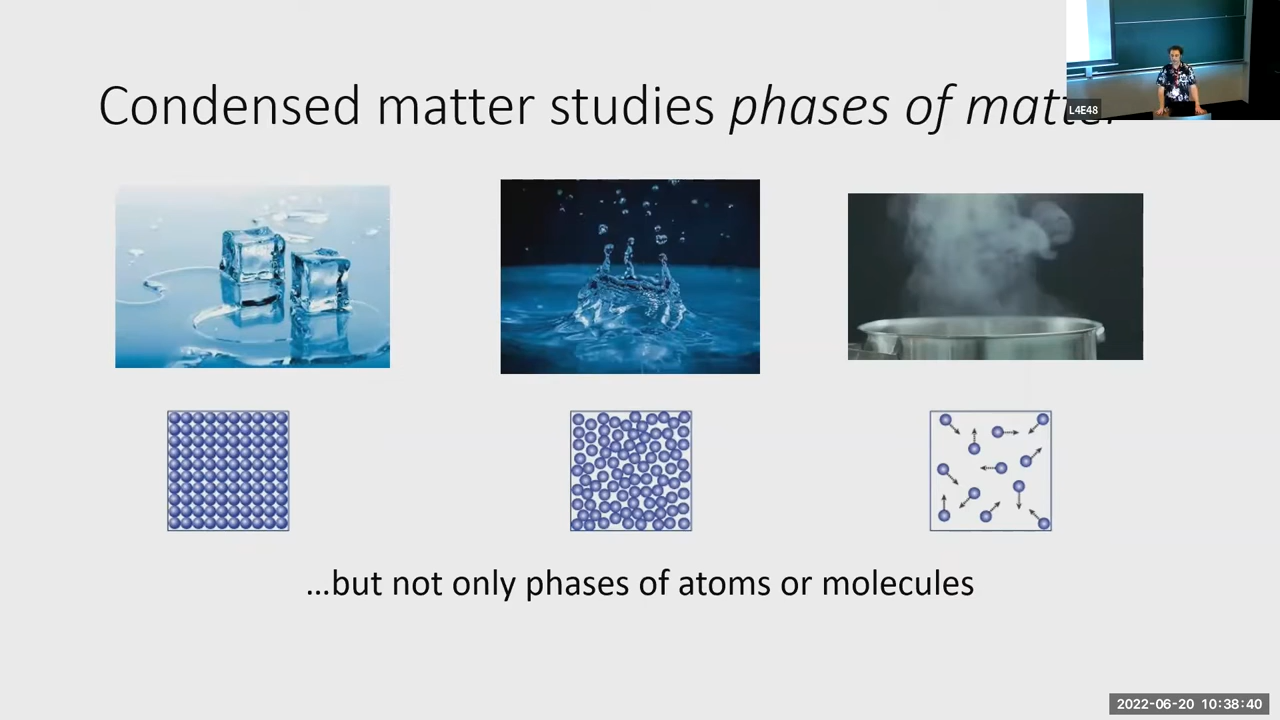 Condensed matter studies phases of matter
L4E48
...but not only phases of atoms or molecules
2022-06-20 10:38:40